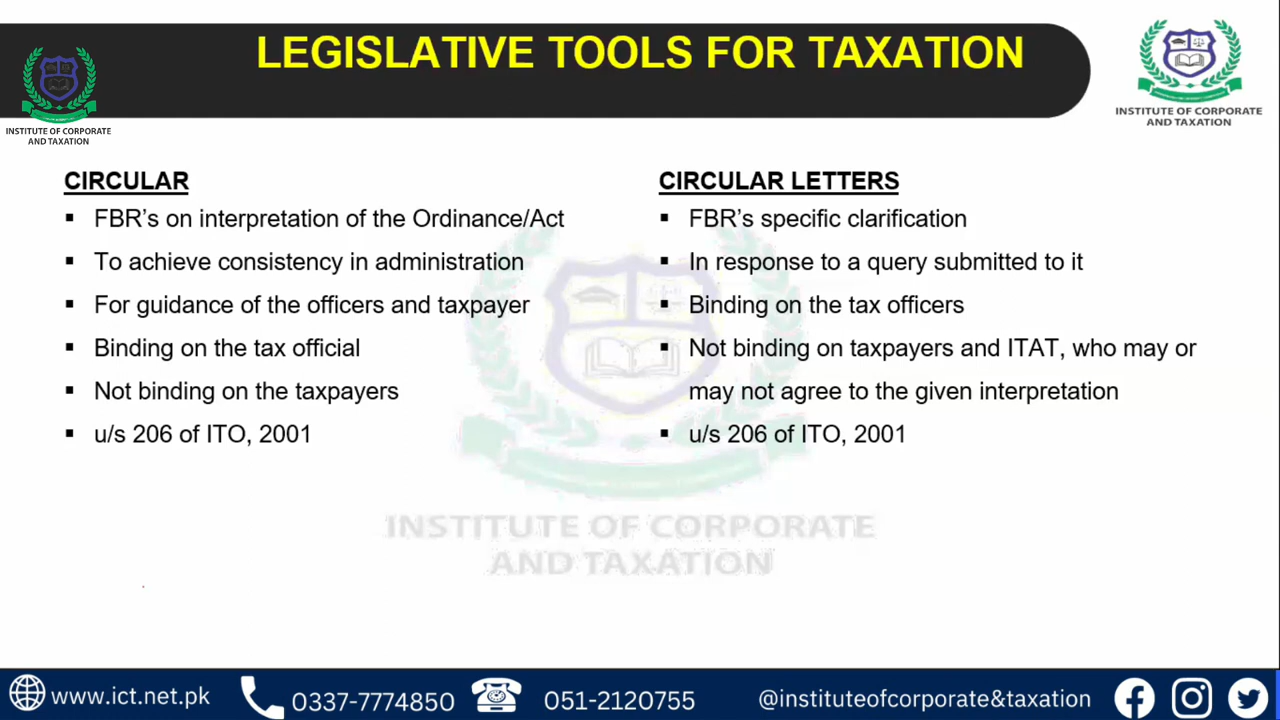 LEGISLATIVE TOOLS FOR TAXATION
INSTITUTE OF CORPORATE
AND TAXATION
INSTITUTE OF CORPORATE
AND TAXATION
CIRCULAR
▪ FBR’s on interpretation of the Ordinance/Act
▪ To achieve consistency in administration
▪ For guidance of the officers and taxpayer
▪ Binding on the tax official
▪ Not binding on the taxpayers
▪ u/s 206 of ITO, 2001
CIRCULAR LETTERS
▪ FBR’s specific clarification
▪ In response to a query submitted to it
▪ Binding on the tax officers
▪ Not binding on taxpayers and ITAT, who may or
may not agree to the given interpretation
▪ u/s 206 of ITO, 2001
INSTITUTE OF CORPORATE
AND TAXATION
www.ict.net.pk 0337-7774850 051-2120755 @instituteofcorporate&taxation